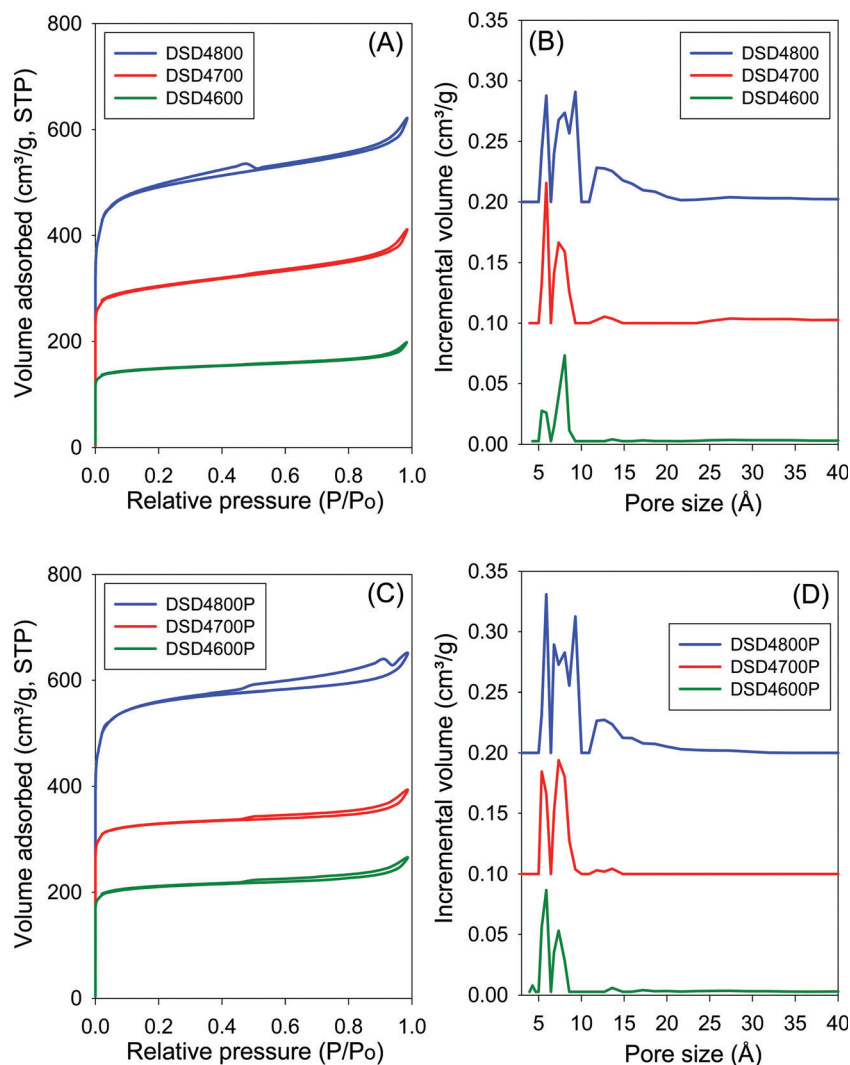 (A)
DSD4800
DSD4700
DSD4600
Volume adsorbed (cm³/g, STP)
800
600
400
200
0
0.0 0.2 0.4 0.6 0.8 1.0
Relative pressure (P/Po)
(B)
DSD4800
DSD4700
DSD4600
Incremental volume (cm³/g)
0.35
0.30
0.25
0.20
0.15
0.10
0.05
0.00
5 10 15 20 25 30 35 40
Pore size (Å)
(C)
DSD4800P
DSD4700P
DSD4600P
Volume adsorbed (cm³/g, STP)
800
600
400
200
0
0.0 0.2 0.4 0.6 0.8 1.0
Relative pressure (P/Po)
(D)
DSD4800P
DSD4700P
DSD4600P
Incremental volume (cm³/g)
0.35
0.30
0.25
0.20
0.15
0.10
0.05
0.00
5 10 15 20 25 30 35 40
Pore size (Å)